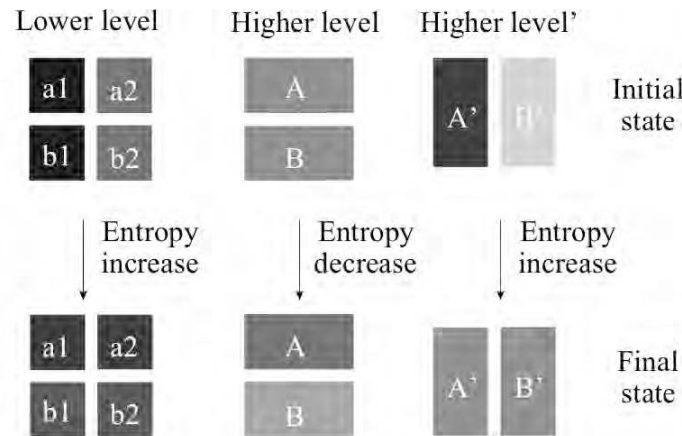 Lower level Higher level Higher level’
a1 a2 A A’ B’ Initial
state
b1 b2 B
Entropy
increase Entropy
decrease Entropy
increase
a1 a2 A A’ B’ Final
state
b1 b2 B